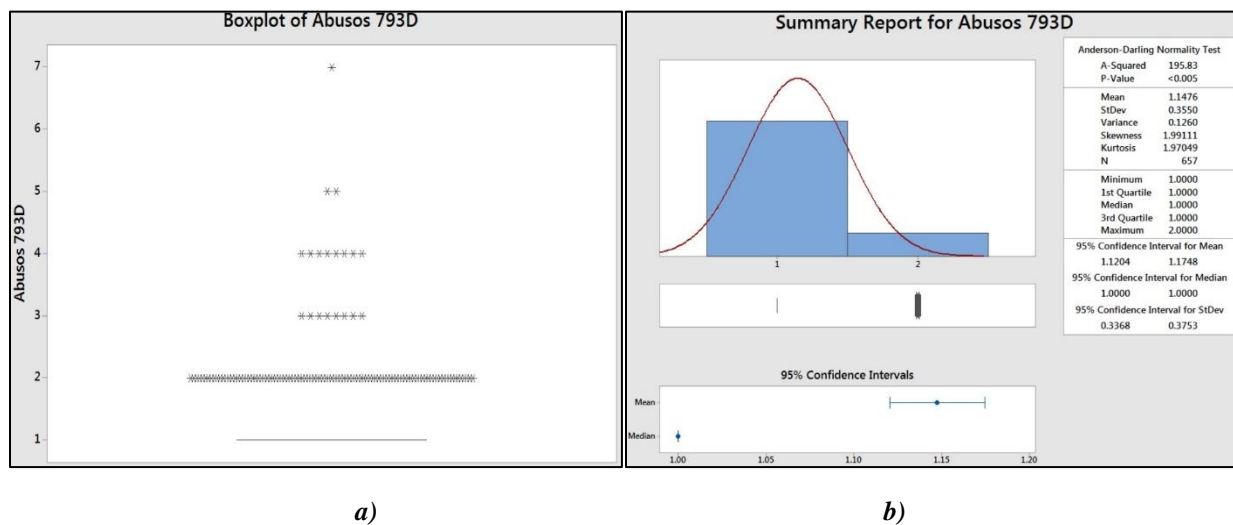 Boxplot of Abusos 793D
7
6
5
4
3
2
1
Abusos 793D
a)
Summary Report for Abusos 793D
1 2
Anderson-Darling Normality Test
A-Squared 195.83
P-Value <0.005
Mean 1.1476
StDev 0.3550
Variance 0.1260
Skewness 1.99111
Kurtosis 1.97049
N 657
Minimum 1.0000
1st Quartile 1.0000
Median 1.0000
3rd Quartile 1.0000
Maximum 2.0000
95% Confidence Interval for Mean
1.1204 1.1748
95% Confidence Interval for Median
1.0000 1.0000
95% Confidence Interval for StDev
0.3368 0.3753
95% Confidence Intervals
Mean
Median
1.00 1.05 1.10 1.15 1.20
b)